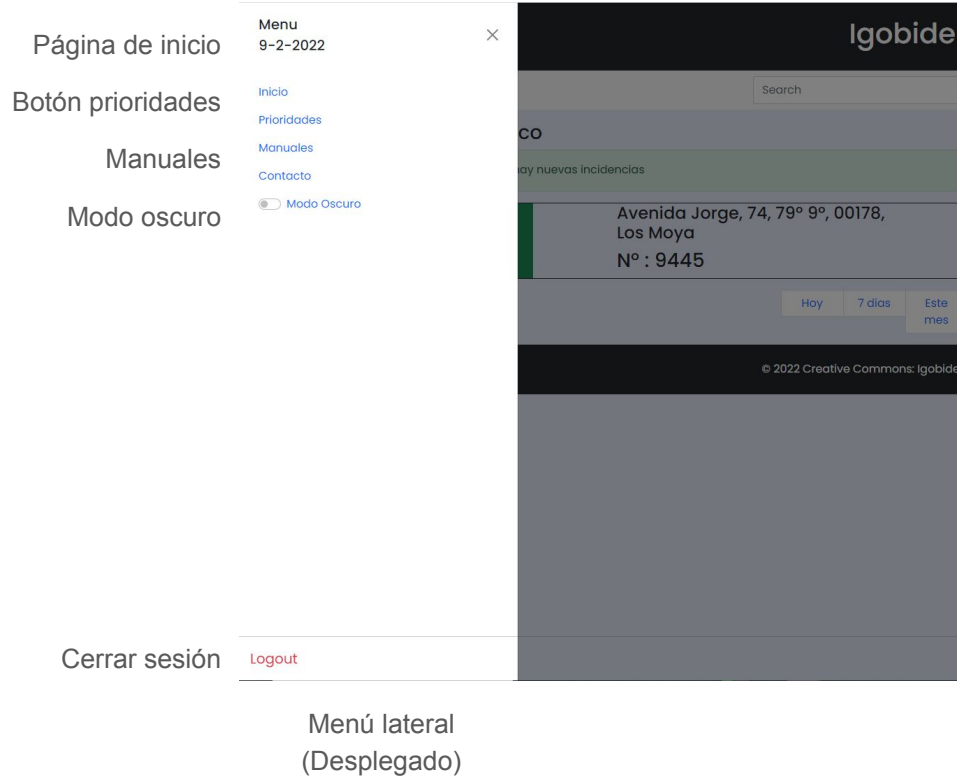 Página de inicio
Botón prioridades
Manuales
Modo oscuro
Cerrar sesión
Menu
9-2-2022
Inicio
Prioridades
Manuales
Contacto
Modo Oscuro
Logout
Igobide
Search
co
ay nuevas incidencias
Avenida Jorge, 74, 79º 9º, 00178,
Los Moya
Nº : 9445
Hoy
7 días
Este
mes
© 2022 Creative Commons: Igobide
Menú lateral
(Desplegado)